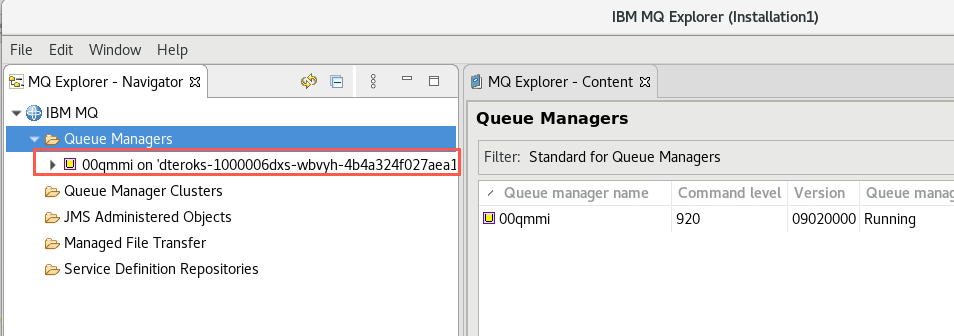 IBM MQ Explorer (Installation1)
File Edit Window Help
MQ Explorer - Navigator
IBM MQ
Queue Managers
00qmmi on 'dteroks-1000006dxs-wbvyh-4b4a324f027aea1
Queue Manager Clusters
JMS Administered Objects
Managed File Transfer
Service Definition Repositories
MQ Explorer - Content
Queue Managers
Filter: Standard for Queue Managers
Queue manager name Command level Version Queue manag
00qmmi 920 09020000 Running